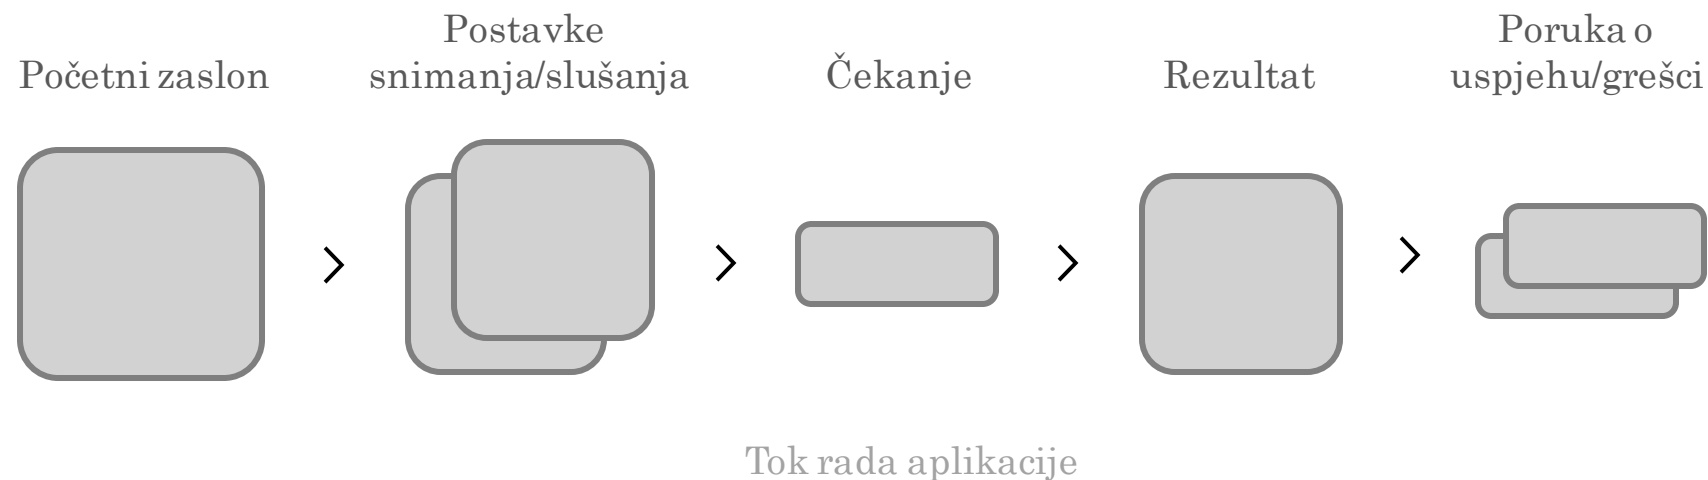 Početni zaslon
Postavke
snimanja/slušanja
Čekanje
Rezultat
Poruka o
uspjehu/grešci
Tok rada aplikacije